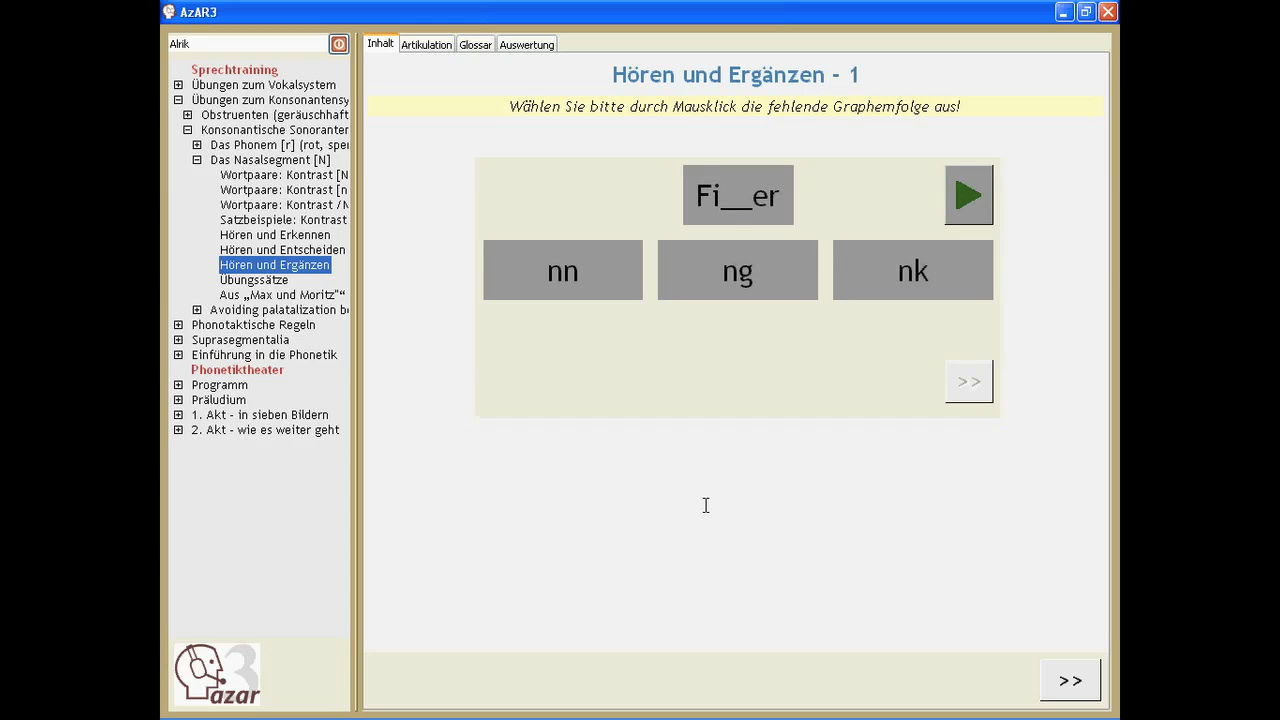 AzAR3
Alrik
Inhalt Artikulation Glossar Auswertung
Sprechtraining
Übungen zum Vokalsystem
Übungen zum Konsonantensy
Obstruenten (geräuschhaft
Konsonantische Sonoranter
Das Phonem [r] (rot, spei
Das Nasalsegment [N]
Wortpaare: Kontrast [N
Wortpaare: Kontrast [n
Wortpaare: Kontrast /N
Satzbeispiele: Kontrast
Hören und Erkennen
Hören und Entscheiden
Hören und Ergänzen
Übungssätze
Aus „Max und Moritz"“
Avoiding palatalization be
Phonotaktische Regeln
Suprasegmentalia
Einführung in die Phonetik
Phonetiktheater
Programm
Präludium
1. Akt - in sieben Bildern
2. Akt - wie es weiter geht
3
azar
Hören und Ergänzen - 1
Wählen Sie bitte durch Mausklick die fehlende Graphemfolge aus!
Fi__er
nn ng nk
>>
>>